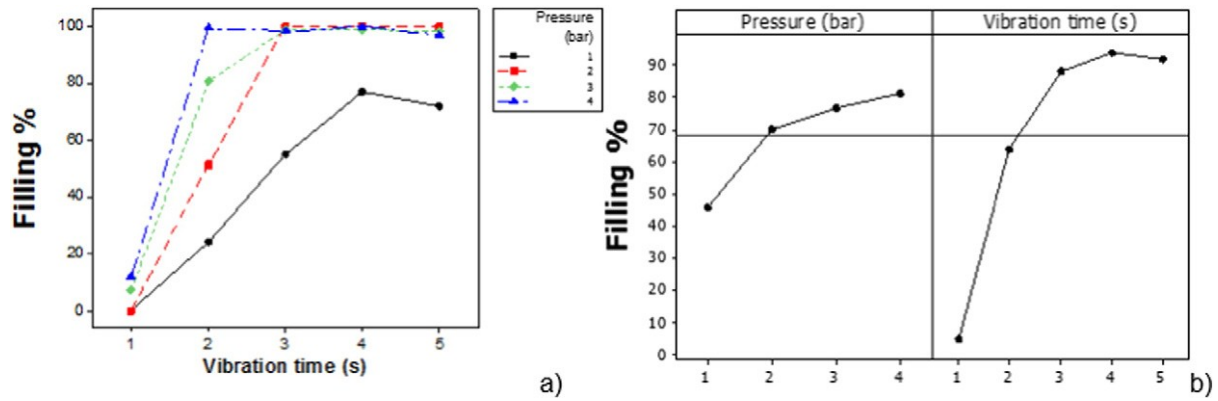 100
80
60
40
20
0
Filling %
1 2 3 4 5
Vibration time (s)
Pressure
(bar)
1
2
3
4
a)
Pressure (bar)
Vibration time (s)
90
80
70
60
50
40
30
20
10
0
Filling %
1 2 3 4
1 2 3 4 5
b)